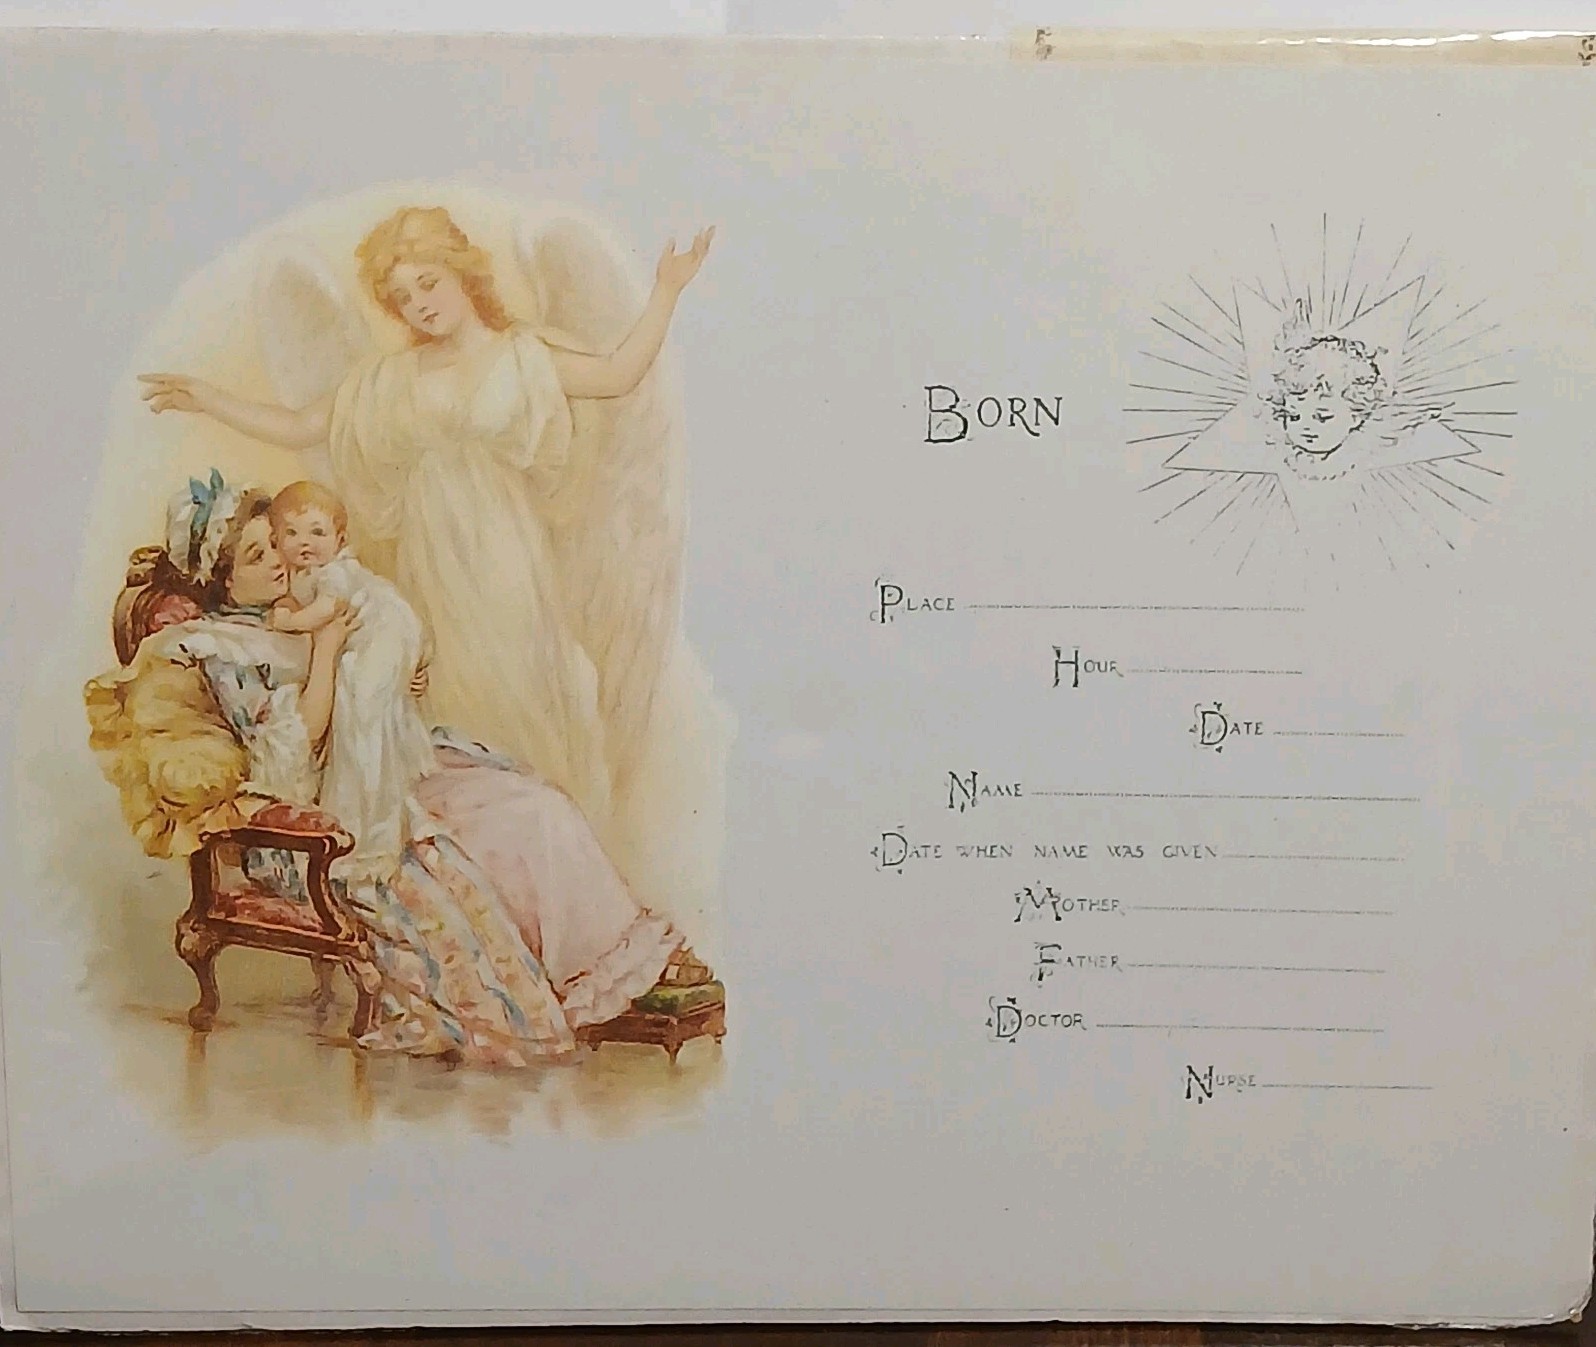 BORN
PLACE
HOUR
DATE
NAME
DATE WHEN NAME WAS GIVEN
MOTHER
FATHER
DOCTOR
NURSE